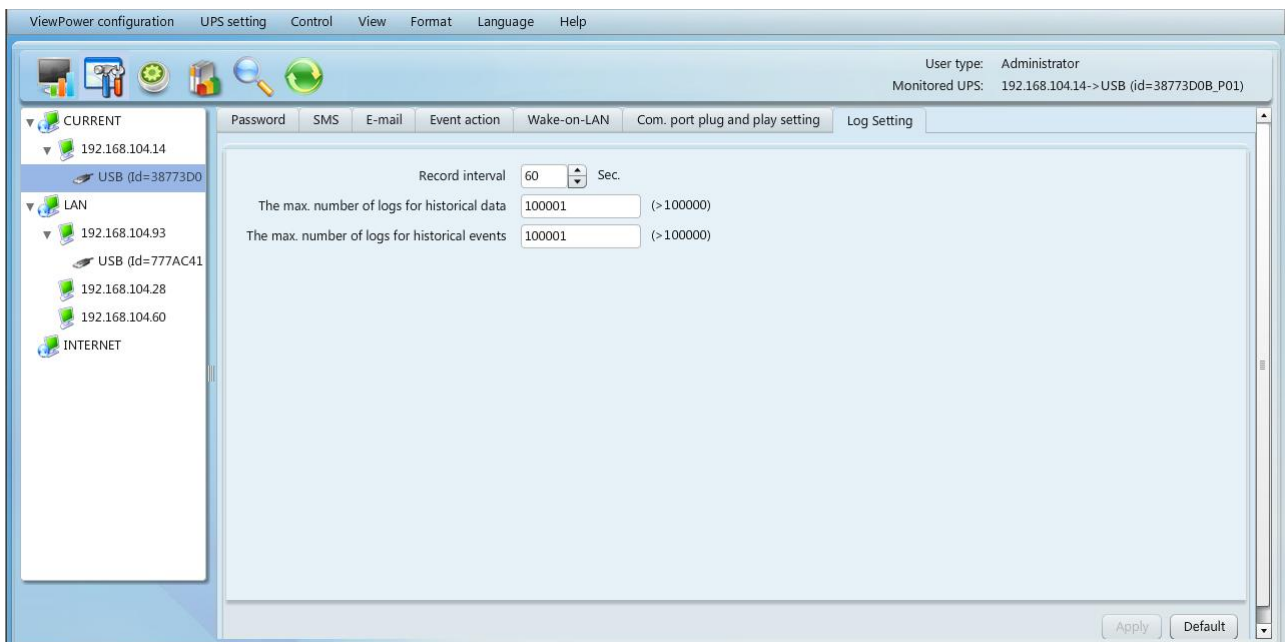 ViewPower configuration UPS setting Control View Format Language Help
User type: Administrator
Monitored UPS: 192.168.104.14->USB (id=38773D0B_P01)
CURRENT
192.168.104.14
USB (Id=38773D0
LAN
192.168.104.93
USB (Id=777AC41
192.168.104.28
192.168.104.60
INTERNET
Password SMS E-mail Event action Wake-on-LAN Com. port plug and play setting Log Setting
Record interval 60 Sec.
The max. number of logs for historical data 100001 (>100000)
The max. number of logs for historical events 100001 (>100000)
Apply Default